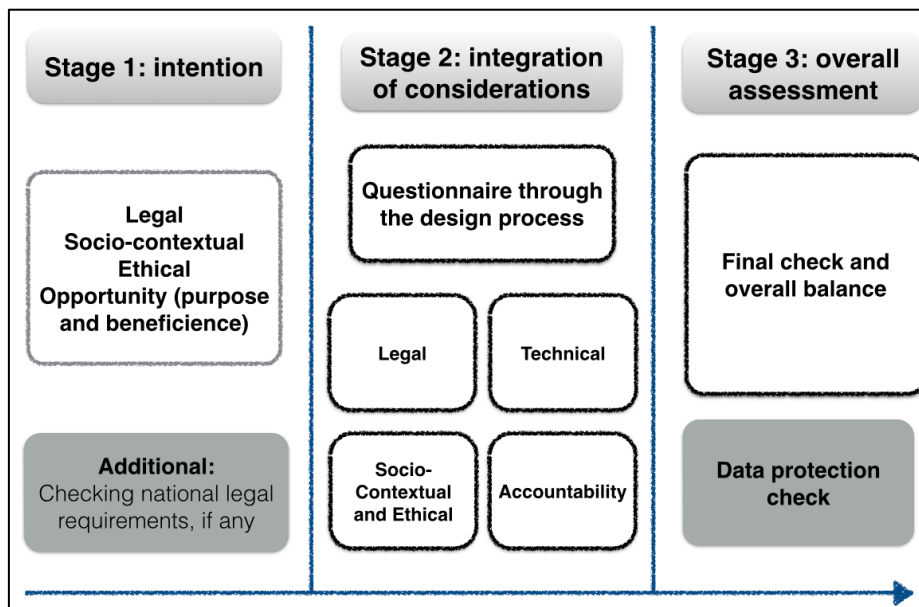 Stage 1: intention
Legal
Socio-contextual
Ethical
Opportunity (purpose
and beneficience)
Additional:
Checking national legal
requirements, if any
Stage 2: integration
of considerations
Questionnaire through
the design process
Legal
Technical
Socio-
Contextual
and Ethical
Accountability
Stage 3: overall
assessment
Final check and
overall balance
Data protection
check